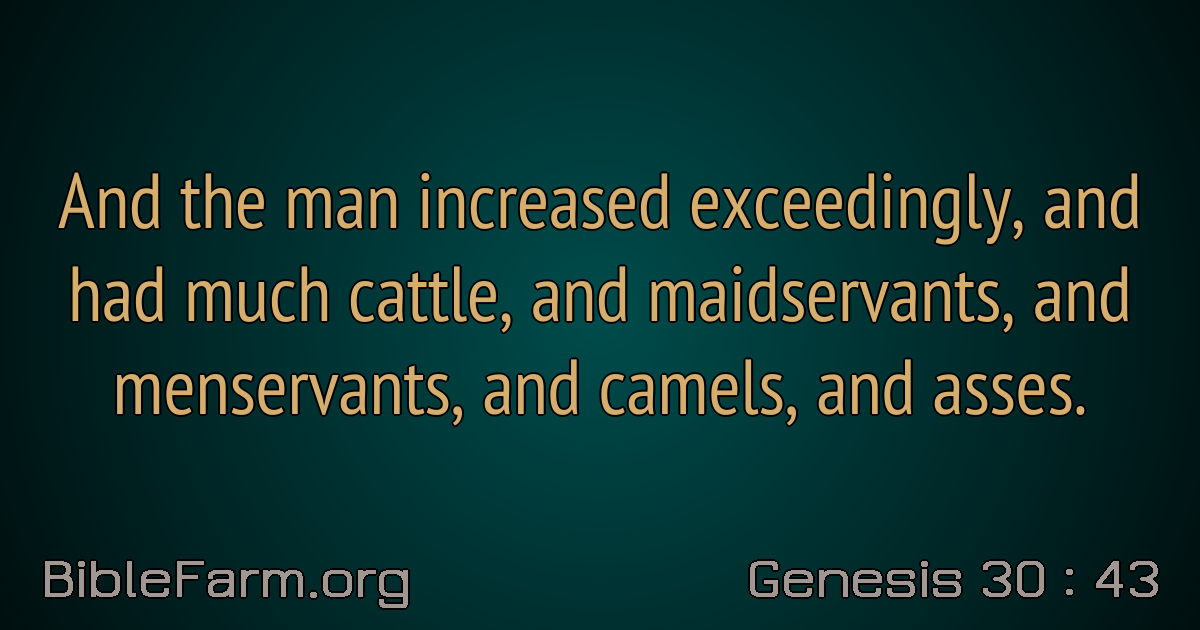 And the man increased exceedingly, and
had much cattle, and maidservants, and
menservants, and camels, and asses.
BibleFarm.org
Genesis 30 : 43